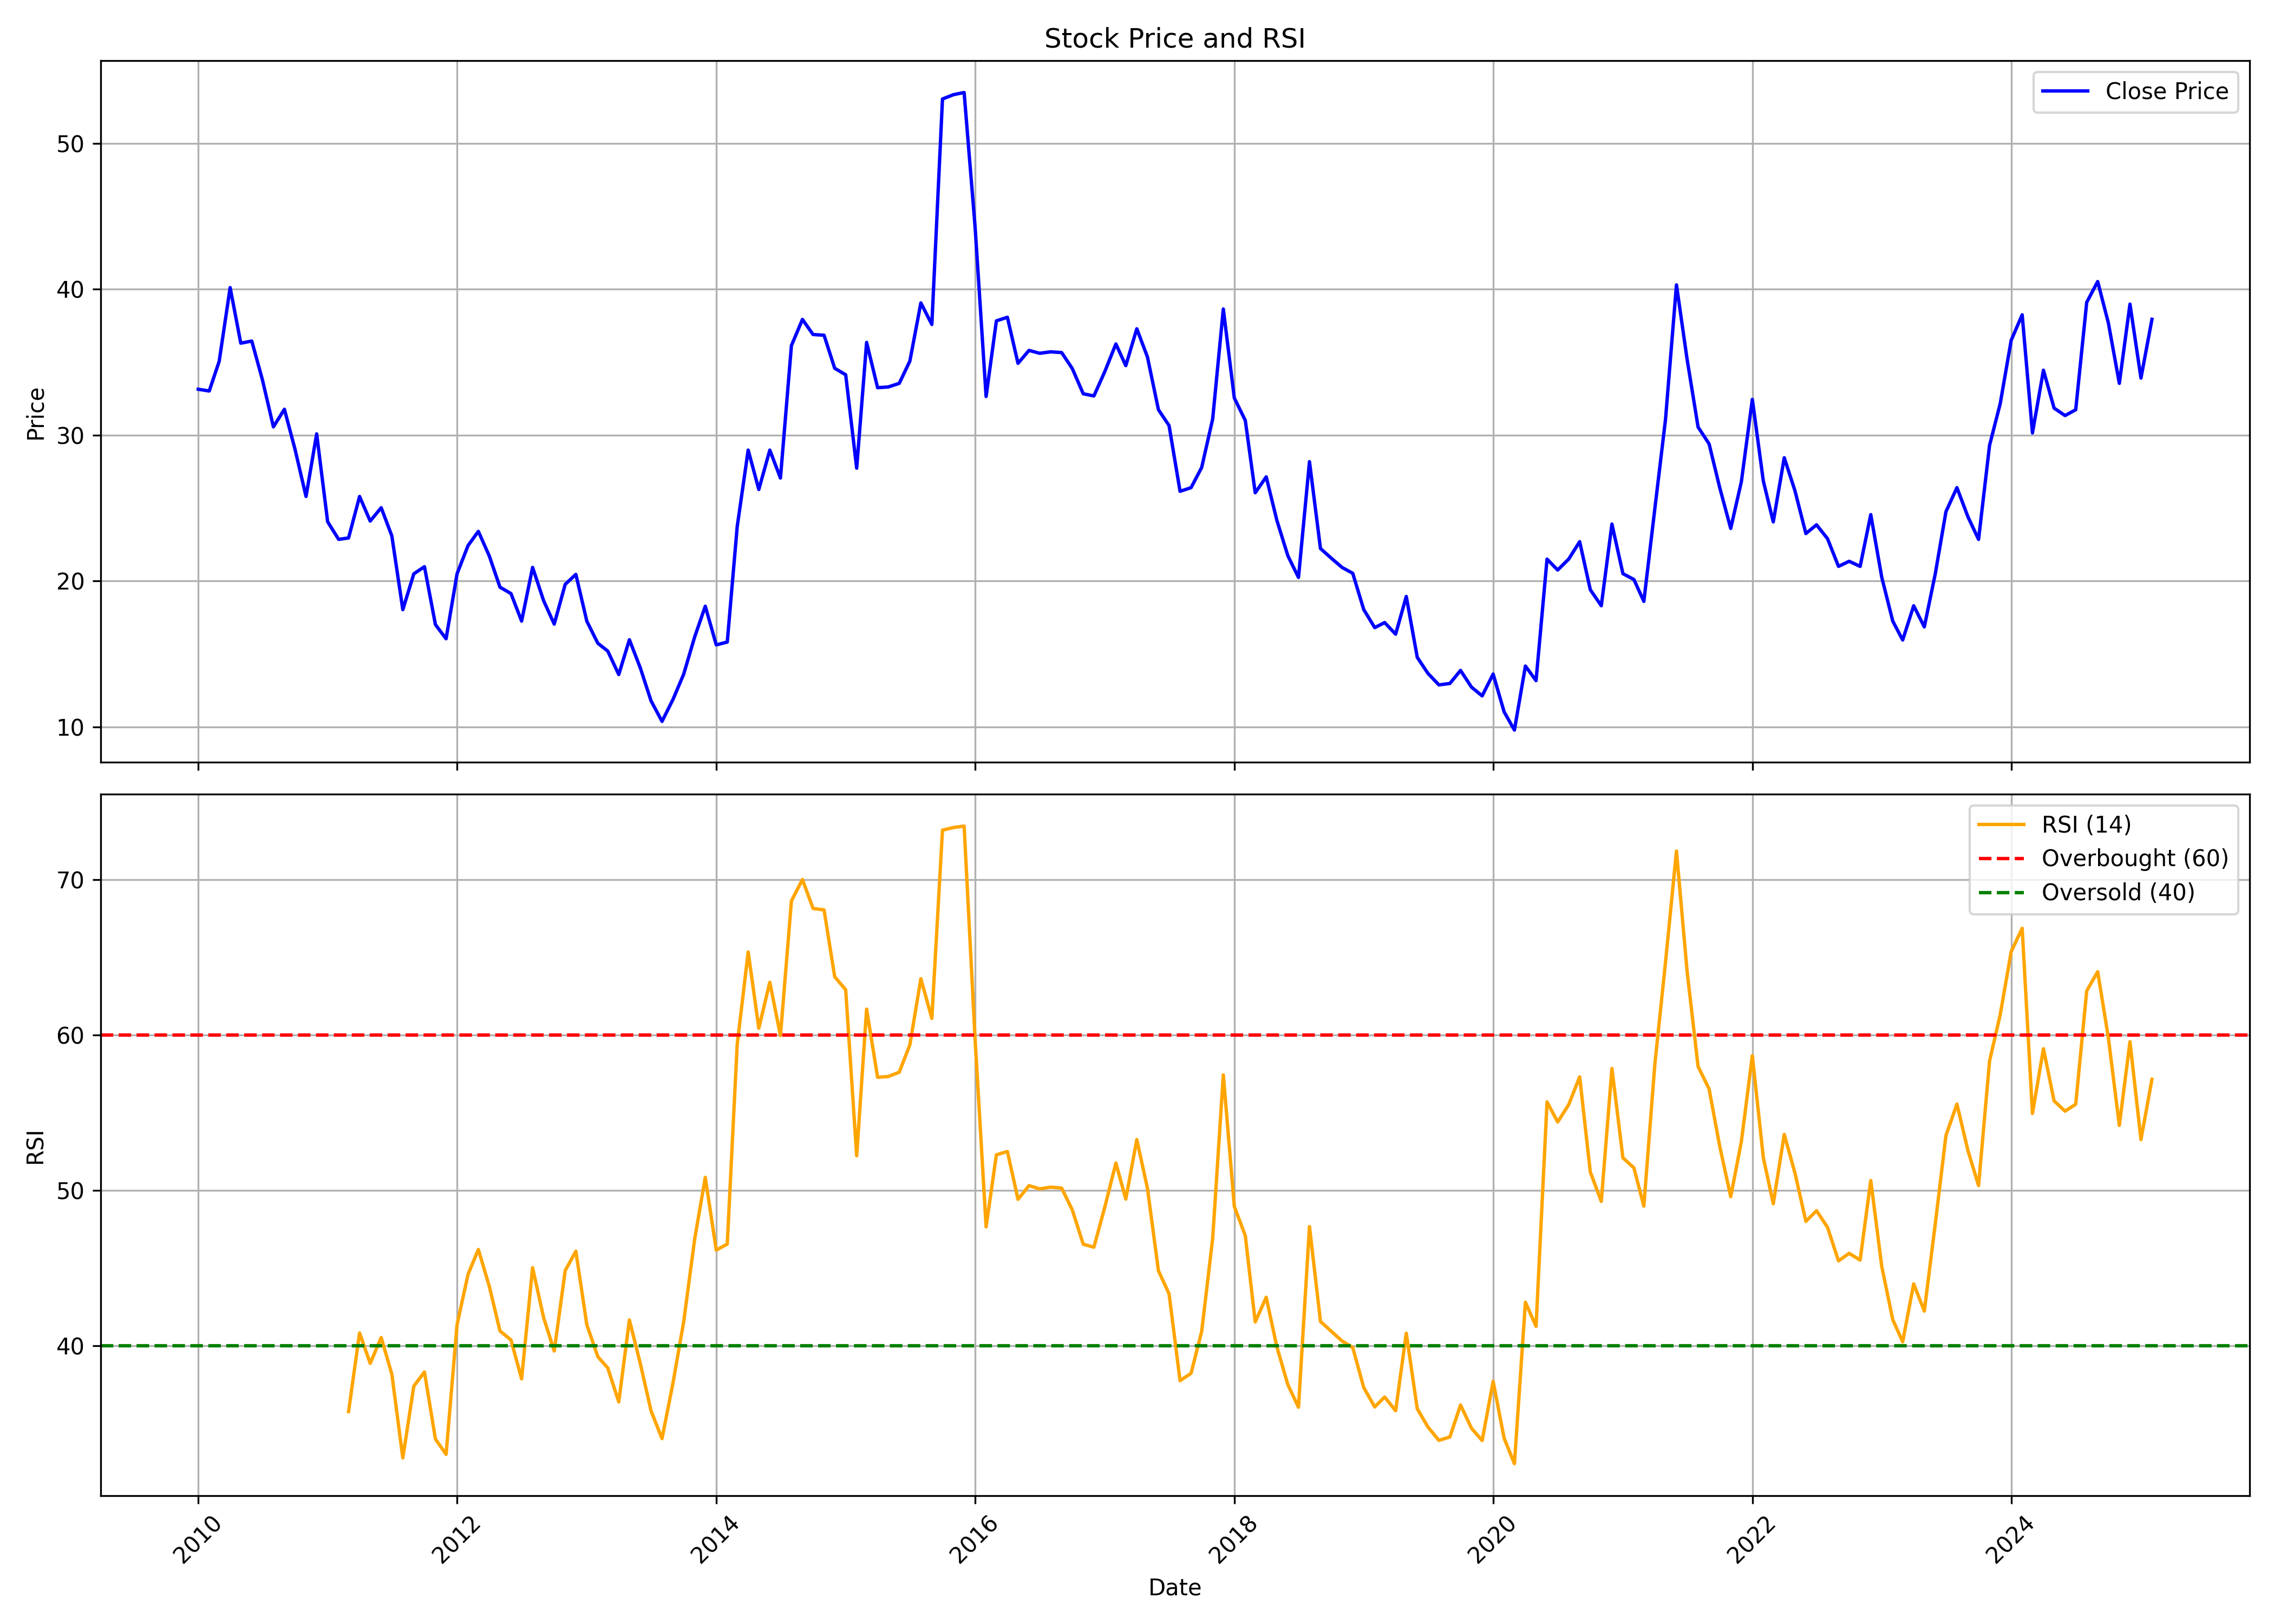 Stock Price and RSI
Close Price
Price
50
40
30
20
10
RSI (14)
Overbought (60)
Oversold (40)
RSI
70
60
50
40
2010
2012
2014
2016
2018
2020
2022
2024
Date